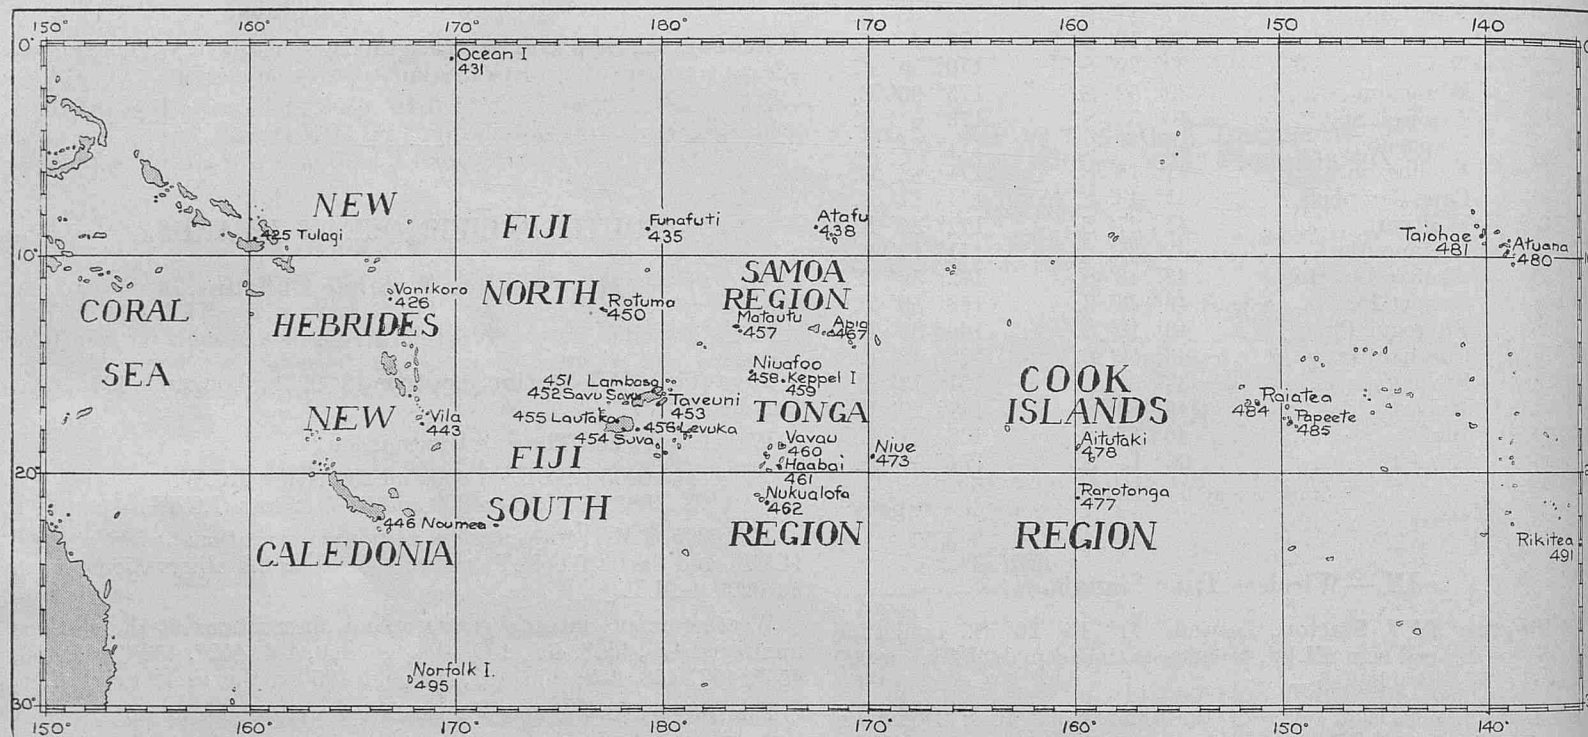 150° 160° 170° 180° 170° 160° 150 140
0°
Ocean I
431
NEW
FIJI
Funafuti
435
Atafu
438
425 Tulagi
Taiohae
481
Atuana
480
10°
SAMOA
REGION
Vanikoro
426
NORTH
Rotuma
450
CORAL
HEBRIDES
Matautu
457
Apia
467
SEA
Niuafoo
458
Keppel I
459
451 Lambasa
452 Savu Savu
Taveuni
453
COOK
ISLANDS
Raiatea
484
Papeete
485
NEW
Vila
443
455 Lautaka
456 Levuka
454 Suva
TONGA
FIJI
Vavau
460
Niue
473
Aitutaki
478
Haabai
461
20°
446 Noumea
SOUTH
Nukualofa
462
Rarotonga
477
CALEDONIA
REGION
REGION
Rikitea
491
Norfolk I.
495
30°
150° 160° 170° 180° 170° 160° 150° 140°